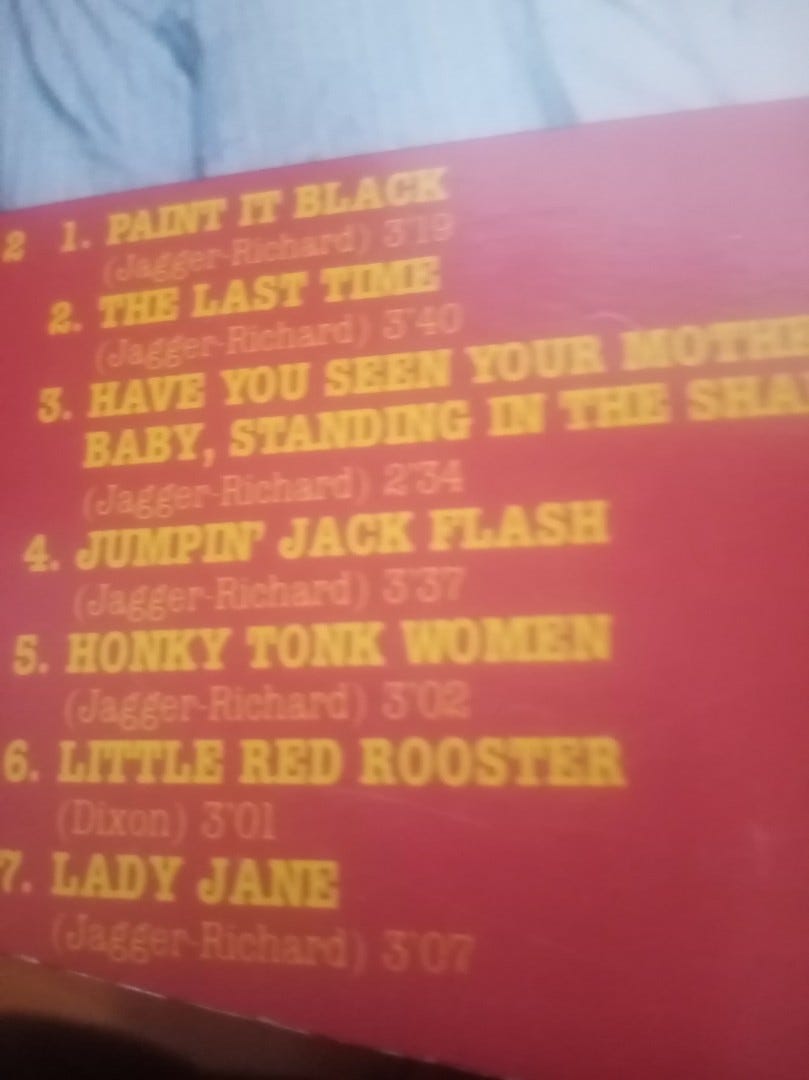 2 1. PAINT IT BLACK
(Jagger-Richard) 3'19
2. THE LAST TIME
(Jagger-Richard) 3'40
3. HAVE YOU SEEN YOUR MOTHE
BABY, STANDING IN THE SHA
(Jagger-Richard) 2'34
4. JUMPIN' JACK FLASH
(Jagger-Richard) 3'37
5. HONKY TONK WOMEN
(Jagger-Richard) 3'02
6. LITTLE RED ROOSTER
(Dixon) 3'01
7. LADY JANE
(Jagger-Richard) 3'07